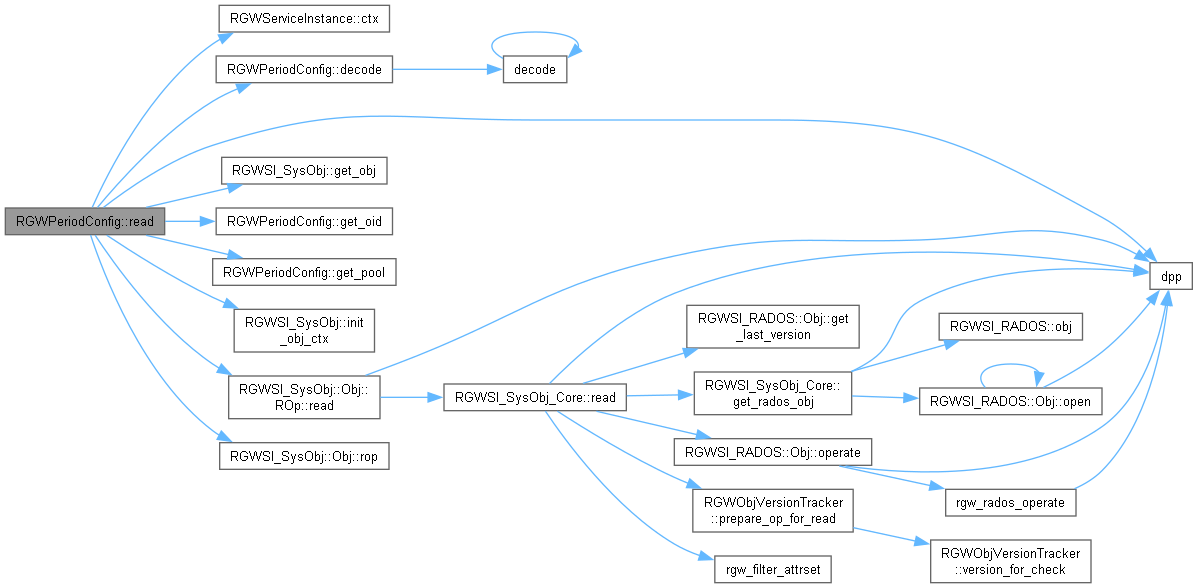 RGWServiceInstance::ctx
RGWPeriodConfig::decode
decode
RGWSI_SysObj::get_obj
RGWPeriodConfig::read
RGWPeriodConfig::get_oid
RGWPeriodConfig::get_pool
dpp
RGWSI_SysObj::init
_obj_ctx
RGWSI_RADOS::Obj::get
_last_version
RGWSI_RADOS::obj
RGWSI_SysObj::Obj::
ROp::read
RGWSI_SysObj_Core::read
RGWSI_SysObj_Core::
get_rados_obj
RGWSI_RADOS::Obj::open
RGWSI_SysObj::Obj::rop
RGWSI_RADOS::Obj::operate
RGWObjVersionTracker
::prepare_op_for_read
rgw_rados_operate
rgw_filter_attrset
RGWObjVersionTracker
::version_for_check